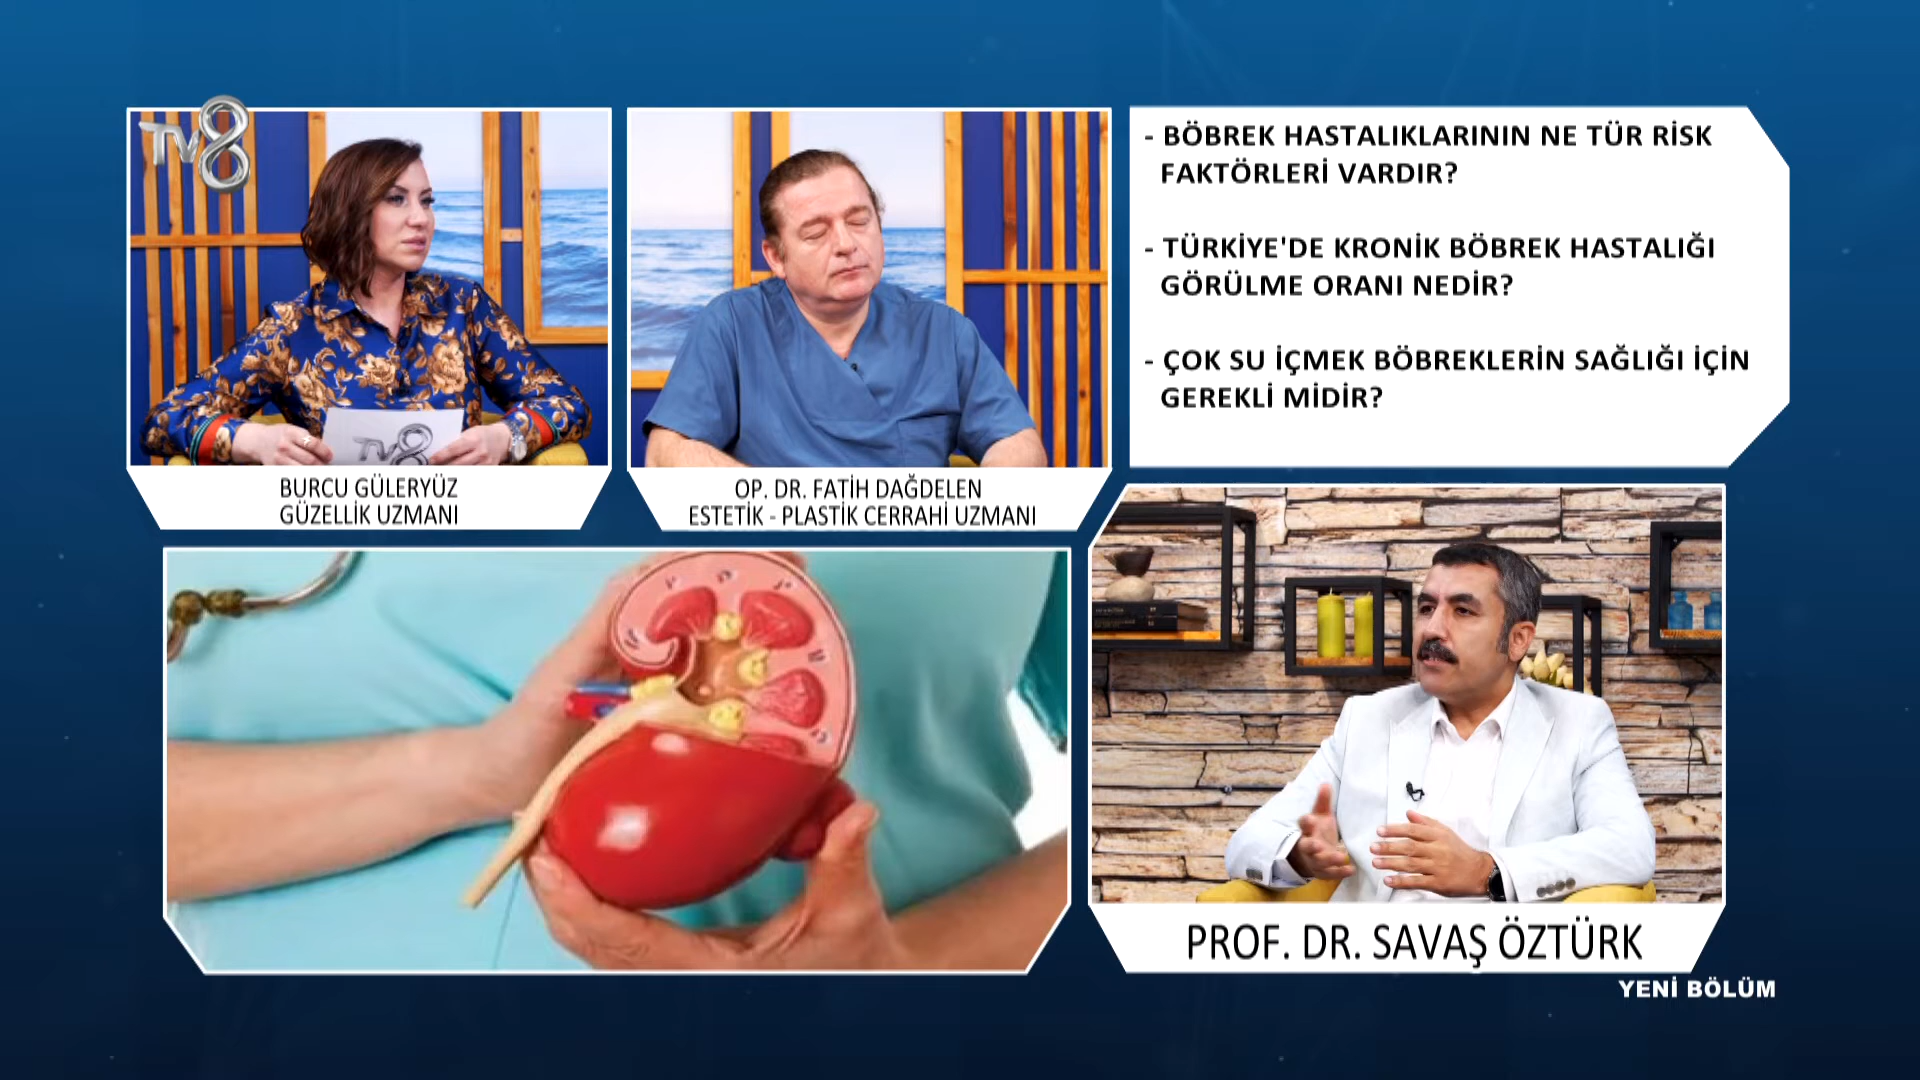 TV8
BURCU GÜLERYÜZ
GÜZELLİK UZMANI
TV8
OP. DR. FATİH DAĞDELEN
ESTETİK - PLASTİK CERRAHİ UZMANI
- BÖBREK HASTALIKLARININ NE TÜR RİSK
FAKTÖRLERİ VARDIR?
- TÜRKİYE'DE KRONİK BÖBREK HASTALIĞI
GÖRÜLME ORANI NEDİR?
- ÇOK SU İÇMEK BÖBREKLERİN SAĞLIĞI İÇİN
GEREKLİ MİDİR?
PROF. DR. SAVAŞ ÖZTÜRK
YENİ BÖLÜM